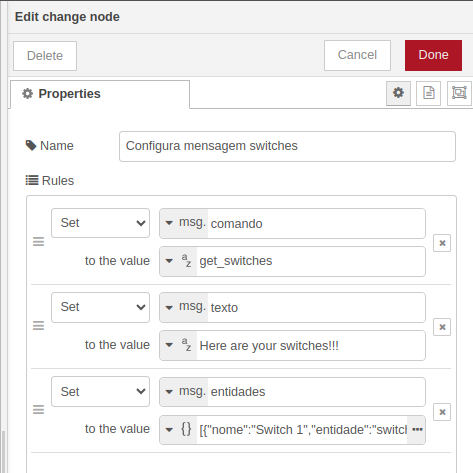 Edit change node
Delete
Cancel
Done
Properties
Name
Configura mensagem switches
Rules
Set
msg. comando
to the value
az get_switches
Set
msg. texto
to the value
az Here are your switches!!!
Set
msg. entidades
to the value
{} [{"nome":"Switch 1","entidade":"switch